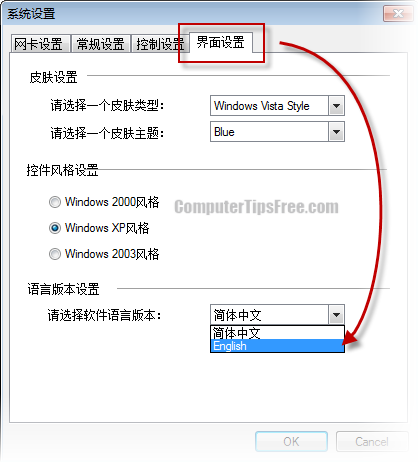 系统设置
网卡设置 常规设置 控制设置 界面设置
皮肤设置
请选择一个皮肤类型: Windows Vista Style
请选择一个皮肤主题: Blue
控件风格设置
Windows 2000风格
ComputerTipsFree.com
Windows XP风格
Windows 2003风格
语言版本设置
请选择软件语言版本: 简体中文
简体中文
English
OK Cancel